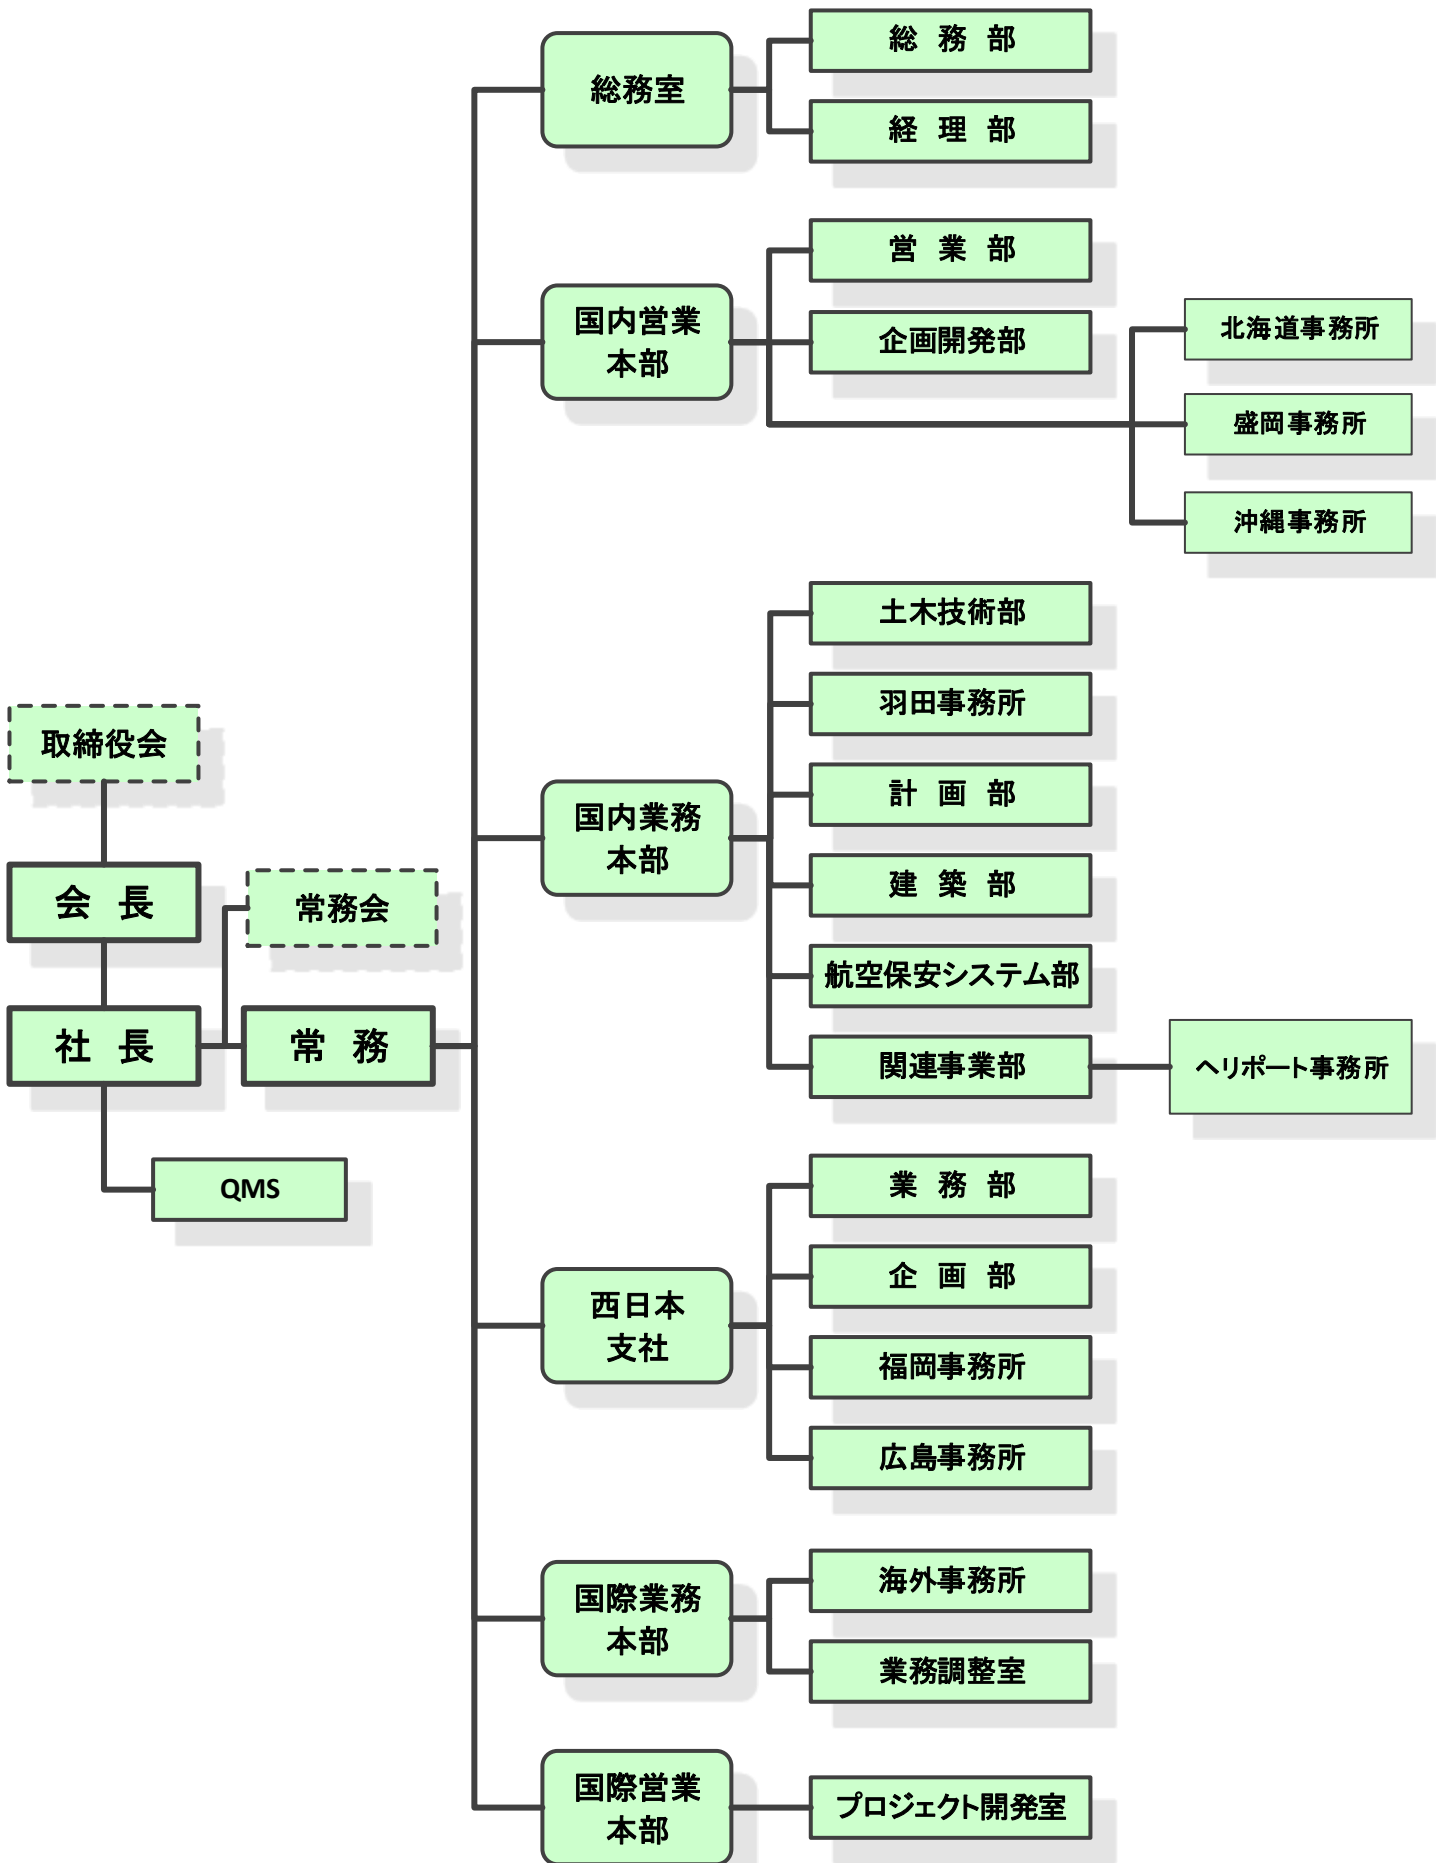 取締役会
会 長
社 長
常務会
常 務
QMS
総務室
総 務 部
経 理 部
国内営業
本部
営 業 部
企画開発部
北海道事務所
盛岡事務所
沖縄事務所
国内業務
本部
土木技術部
羽田事務所
計 画 部
建 築 部
航空保安システム部
関連事業部
ヘリポート事務所
西日本
支社
業 務 部
企 画 部
福岡事務所
広島事務所
国際業務
本部
海外事務所
業務調整室
国際営業
本部
プロジェクト開発室